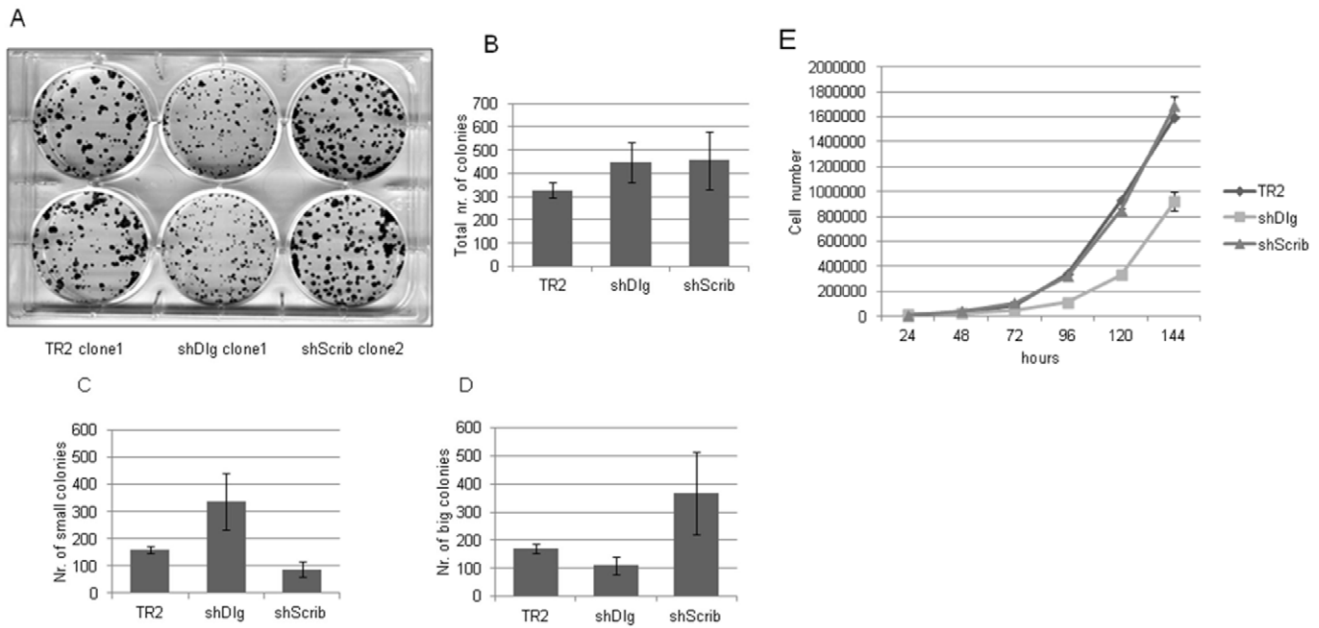 A
TR2 clone1 shDlg clone1 shScrib clone2
B
Total nr. of colonies
700
600
500
400
300
200
100
0
TR2 shDlg shScrib
E
Cell number
2000000
1800000
1600000
1400000
1200000
1000000
800000
600000
400000
200000
0
24 48 72 96 120 144
hours
TR2
shDlg
shScrib
C
Nr. of small colonies
600
500
400
300
200
100
0
TR2 shDlg shScrib
D
Nr. of big colonies
600
500
400
300
200
100
0
TR2 shDlg shScrib